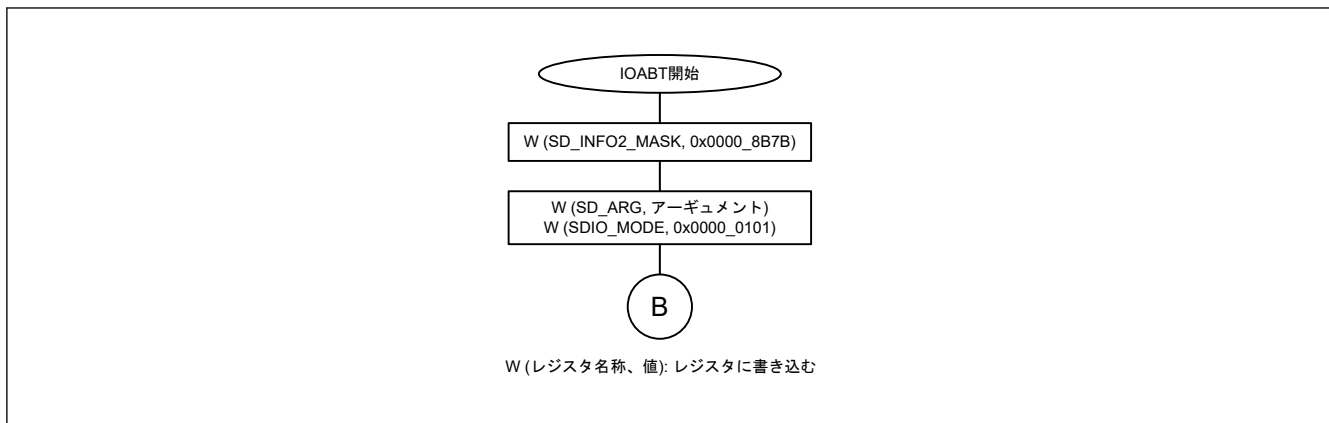 IOABT開始
W (SD_INFO2_MASK, 0x0000_8B7B)
W (SD_ARG, アーギュメント)
W (SDIO_MODE, 0x0000_0101)
B
W (レジスタ名称、値): レジスタに書き込む